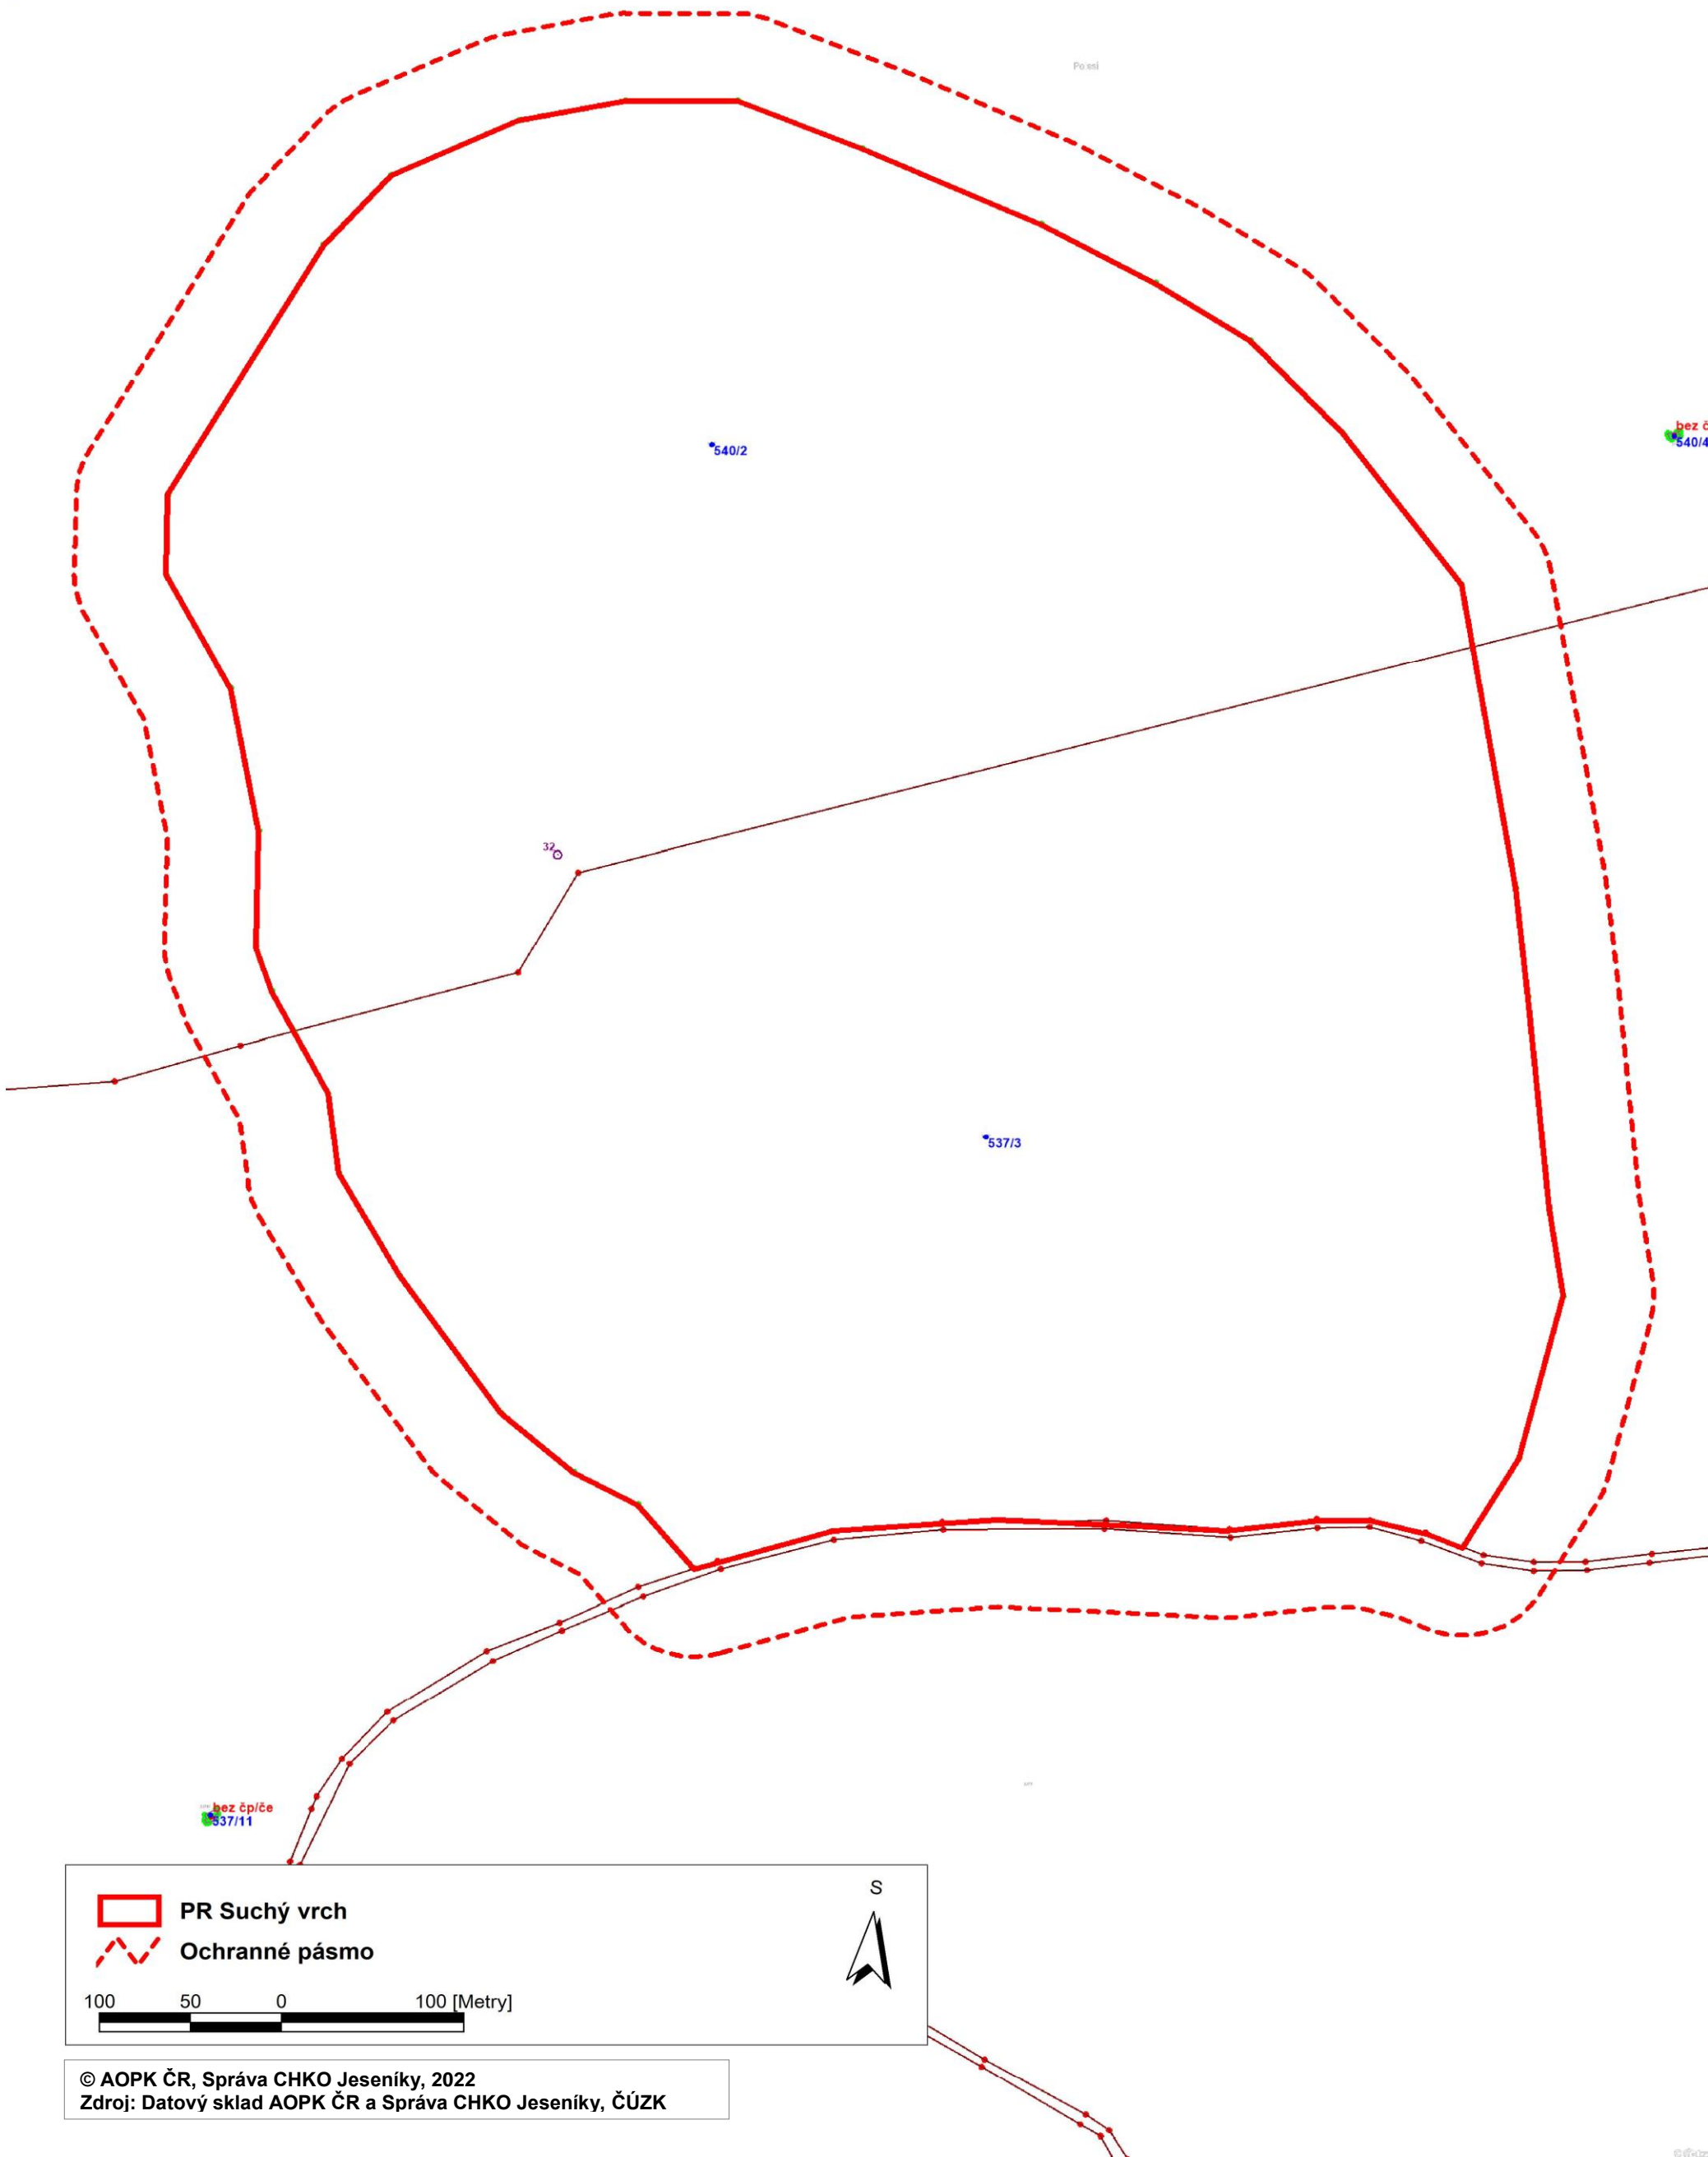 bez č
540/4
540/2
32
537/3
bez čp/če
537/11
S
PR Suchý vrch
Ochranné pásmo
100 50 0 100 [Metry]
© AOPK ČR, Správa CHKO Jeseníky, 2022
Zdroj: Datový sklad AOPK ČR a Správa CHKO Jeseníky, ČÚZK